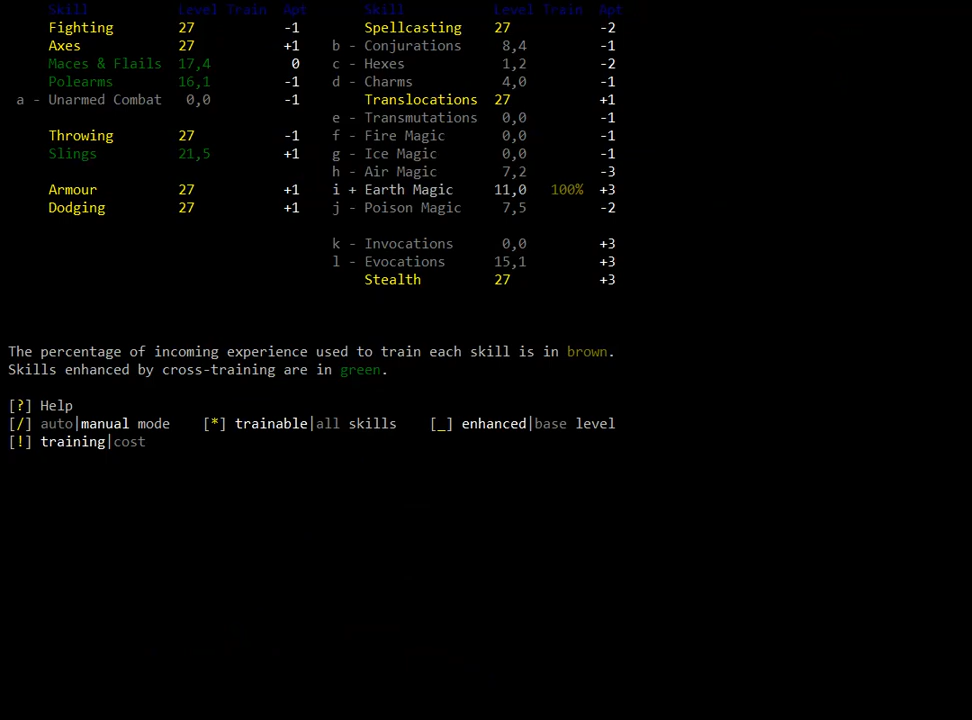 Skill Level Train Apt Skill Level Train Apt
Fighting 27 -1 Spellcasting 27 -2
Axes 27 +1 b - Conjurations 8,4 -1
Maces & Flails 17,4 0 c - Hexes 1,2 -2
Polearms 16,1 -1 d - Charms 4,0 -1
a - Unarmed Combat 0,0 -1 Translocations 27 +1
e - Transmutations 0,0 -1
Throwing 27 -1 f - Fire Magic 0,0 -1
Slings 21,5 +1 g - Ice Magic 0,0 -1
h - Air Magic 7,2 -3
Armour 27 +1 i + Earth Magic 11,0 100% +3
Dodging 27 +1 j - Poison Magic 7,5 -2
k - Invocations 0,0 +3
l - Evocations 15,1 +3
Stealth 27 +3
The percentage of incoming experience used to train each skill is in brown.
Skills enhanced by cross-training are in green.
[?] Help
[/] auto|manual mode [*] trainable|all skills [_] enhanced|base level
[!] training|cost